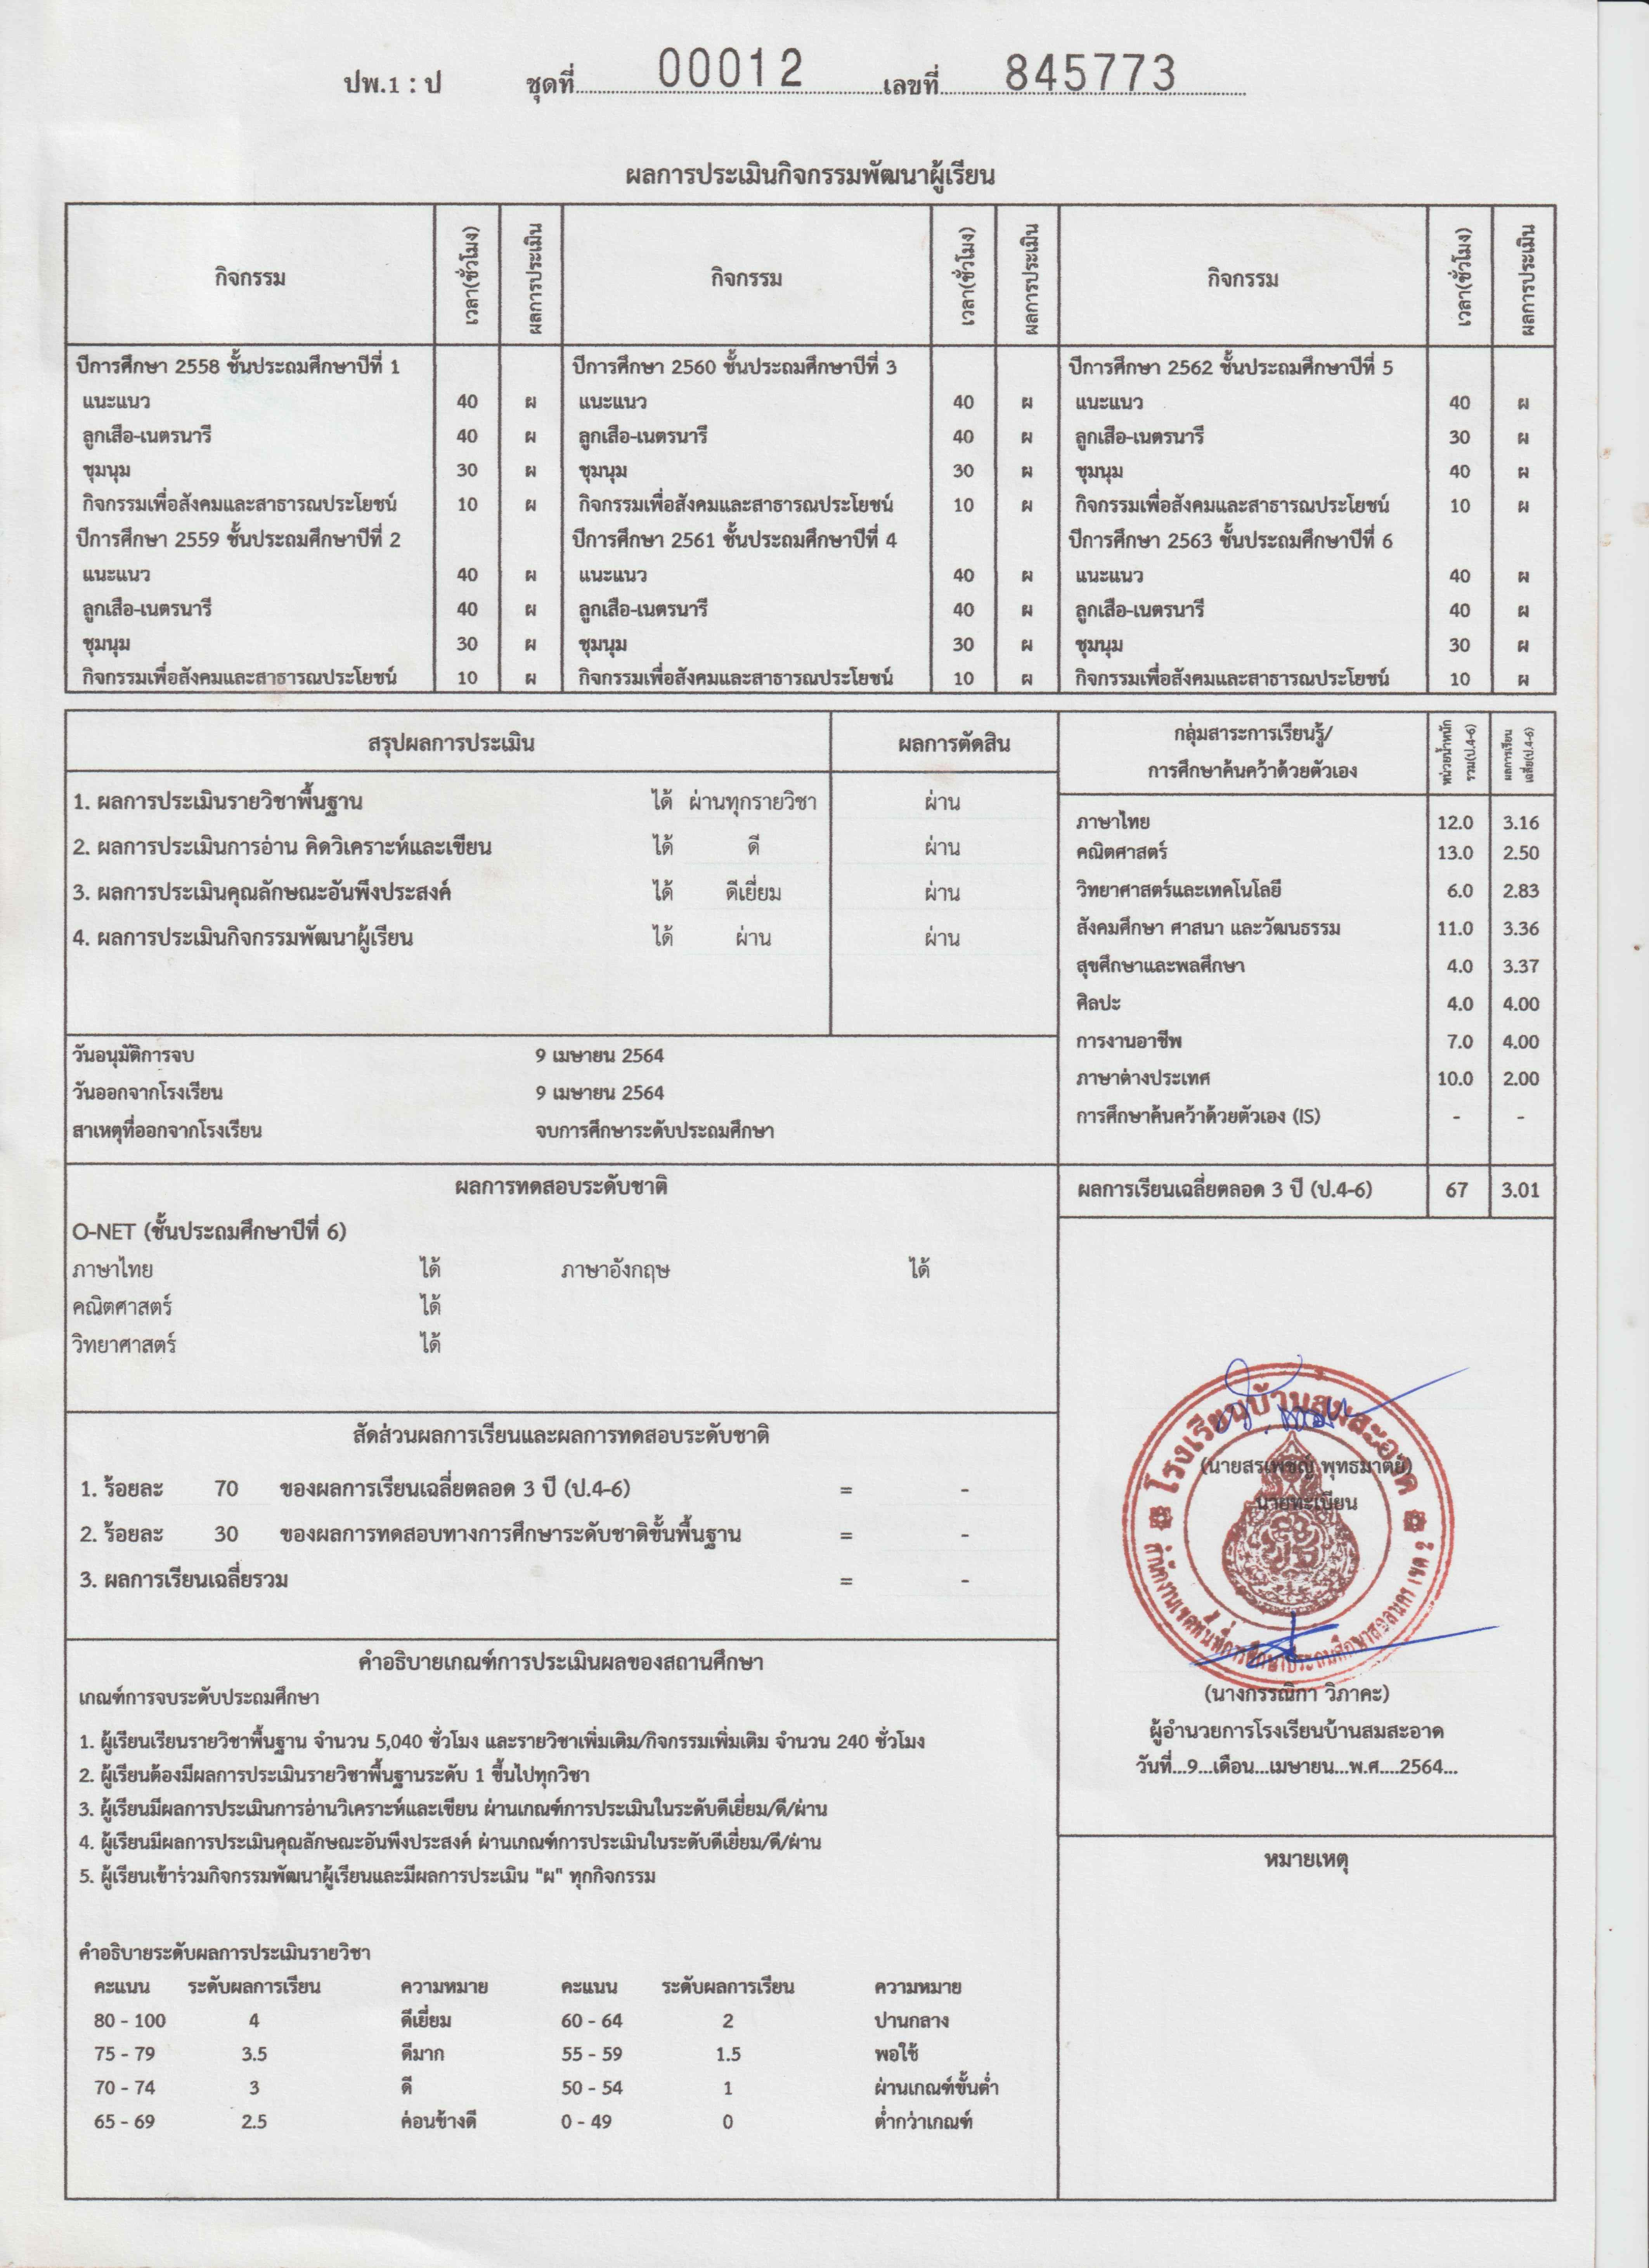 ปพ.1 : ป ชุดที่ 00012 เลขที่ 845773
ผลการประเมินกิจกรรมพัฒนาผู้เรียน
กิจกรรม เวลา(ชั่วโมง) ผลการประเมิน กิจกรรม เวลา(ชั่วโมง) ผลการประเมิน กิจกรรม เวลา(ชั่วโมง) ผลการประเมิน
ปีการศึกษา 2558 ชั้นประถมศึกษาปีที่ 1 ปีการศึกษา 2560 ชั้นประถมศึกษาปีที่ 3 ปีการศึกษา 2562 ชั้นประถมศึกษาปีที่ 5
แนะแนว 40 ผ แนะแนว 40 ผ แนะแนว 40 ผ
ลูกเสือ-เนตรนารี 40 ผ ลูกเสือ-เนตรนารี 40 ผ ลูกเสือ-เนตรนารี 30 ผ
ชุมนุม 30 ผ ชุมนุม 30 ผ ชุมนุม 40 ผ
กิจกรรมเพื่อสังคมและสาธารณประโยชน์ 10 ผ กิจกรรมเพื่อสังคมและสาธารณประโยชน์ 10 ผ กิจกรรมเพื่อสังคมและสาธารณประโยชน์ 10 ผ
ปีการศึกษา 2559 ชั้นประถมศึกษาปีที่ 2 ปีการศึกษา 2561 ชั้นประถมศึกษาปีที่ 4 ปีการศึกษา 2563 ชั้นประถมศึกษาปีที่ 6
แนะแนว 40 ผ แนะแนว 40 ผ แนะแนว 40 ผ
ลูกเสือ-เนตรนารี 40 ผ ลูกเสือ-เนตรนารี 40 ผ ลูกเสือ-เนตรนารี 40 ผ
ชุมนุม 30 ผ ชุมนุม 30 ผ ชุมนุม 30 ผ
กิจกรรมเพื่อสังคมและสาธารณประโยชน์ 10 ผ กิจกรรมเพื่อสังคมและสาธารณประโยชน์ 10 ผ กิจกรรมเพื่อสังคมและสาธารณประโยชน์ 10 ผ
สรุปผลการประเมิน ผลการตัดสิน
1. ผลการประเมินรายวิชาพื้นฐาน ได้ ผ่านทุกรายวิชา ผ่าน
2. ผลการประเมินการอ่าน คิดวิเคราะห์และเขียน ได้ ดี ผ่าน
3. ผลการประเมินคุณลักษณะอันพึงประสงค์ ได้ ดีเยี่ยม ผ่าน
4. ผลการประเมินกิจกรรมพัฒนาผู้เรียน ได้ ผ่าน ผ่าน
วันอนุมัติการจบ 9 เมษายน 2564
วันออกจากโรงเรียน 9 เมษายน 2564
สาเหตุที่ออกจากโรงเรียน จบการศึกษาระดับประถมศึกษา
กลุ่มสาระการเรียนรู้/
การศึกษาค้นคว้าด้วยตัวเอง
หน่วยน้ำหนัก
รวม(ป.4-6)
ผลการเรียน
เฉลี่ย(ป.4-6)
ภาษาไทย 12.0 3.16
คณิตศาสตร์ 13.0 2.50
วิทยาศาสตร์และเทคโนโลยี 6.0 2.83
สังคมศึกษา ศาสนา และวัฒนธรรม 11.0 3.36
สุขศึกษาและพลศึกษา 4.0 3.37
ศิลปะ 4.0 4.00
การงานอาชีพ 7.0 4.00
ภาษาต่างประเทศ 10.0 2.00
การศึกษาค้นคว้าด้วยตัวเอง (IS) - -
ผลการเรียนเฉลี่ยตลอด 3 ปี (ป.4-6) 67 3.01
ผลการทดสอบระดับชาติ
O-NET (ชั้นประถมศึกษาปีที่ 6)
ภาษาไทย ได้ ภาษาอังกฤษ ได้
คณิตศาสตร์ ได้
วิทยาศาสตร์ ได้
สัดส่วนผลการเรียนและผลการทดสอบระดับชาติ
1. ร้อยละ 70 ของผลการเรียนเฉลี่ยตลอด 3 ปี (ป.4-6) = -
2. ร้อยละ 30 ของผลการทดสอบทางการศึกษาระดับชาติขั้นพื้นฐาน = -
3. ผลการเรียนเฉลี่ยรวม = -
โรงเรียนบ้านสมสะอาด
(นายสรเพชญ์ พุทธมาตย์)
นายทะเบียน
สำนักงานเขตพื้นที่การศึกษาประถมศึกษาสกลนคร เขต 2
(นางกรรณิกา วิภาคะ)
ผู้อำนวยการโรงเรียนบ้านสมสะอาด
วันที่...9...เดือน...เมษายน...พ.ศ....2564...
หมายเหตุ
คำอธิบายเกณฑ์การประเมินผลของสถานศึกษา
เกณฑ์การจบระดับประถมศึกษา
1. ผู้เรียนเรียนรายวิชาพื้นฐาน จำนวน 5,040 ชั่วโมง และรายวิชาเพิ่มเติม/กิจกรรมเพิ่มเติม จำนวน 240 ชั่วโมง
2. ผู้เรียนต้องมีผลการประเมินรายวิชาพื้นฐานระดับ 1 ขึ้นไปทุกวิชา
3. ผู้เรียนมีผลการประเมินการอ่านวิเคราะห์และเขียน ผ่านเกณฑ์การประเมินในระดับดีเยี่ยม/ดี/ผ่าน
4. ผู้เรียนมีผลการประเมินคุณลักษณะอันพึงประสงค์ ผ่านเกณฑ์การประเมินในระดับดีเยี่ยม/ดี/ผ่าน
5. ผู้เรียนเข้าร่วมกิจกรรมพัฒนาผู้เรียนและมีผลการประเมิน "ผ" ทุกกิจกรรม
คำอธิบายระดับผลการประเมินรายวิชา
คะแนน ระดับผลการเรียน ความหมาย คะแนน ระดับผลการเรียน ความหมาย
80 - 100 4 ดีเยี่ยม 60 - 64 2 ปานกลาง
75 - 79 3.5 ดีมาก 55 - 59 1.5 พอใช้
70 - 74 3 ดี 50 - 54 1 ผ่านเกณฑ์ขั้นต่ำ
65 - 69 2.5 ค่อนข้างดี 0 - 49 0 ต่ำกว่าเกณฑ์